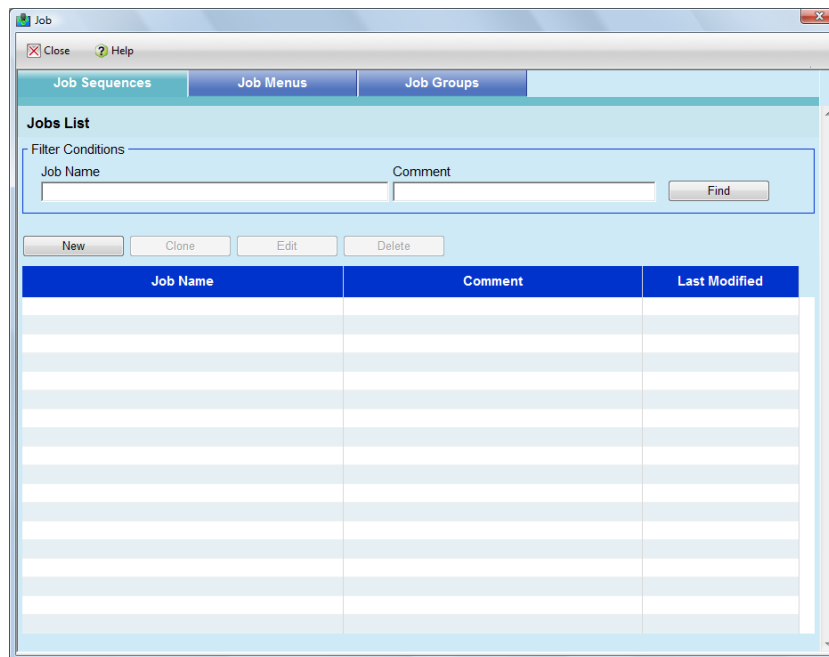 Job
Close Help
Job Sequences Job Menus Job Groups
Jobs List
Filter Conditions
Job Name Comment
Find
New Clone Edit Delete
Job Name Comment Last Modified